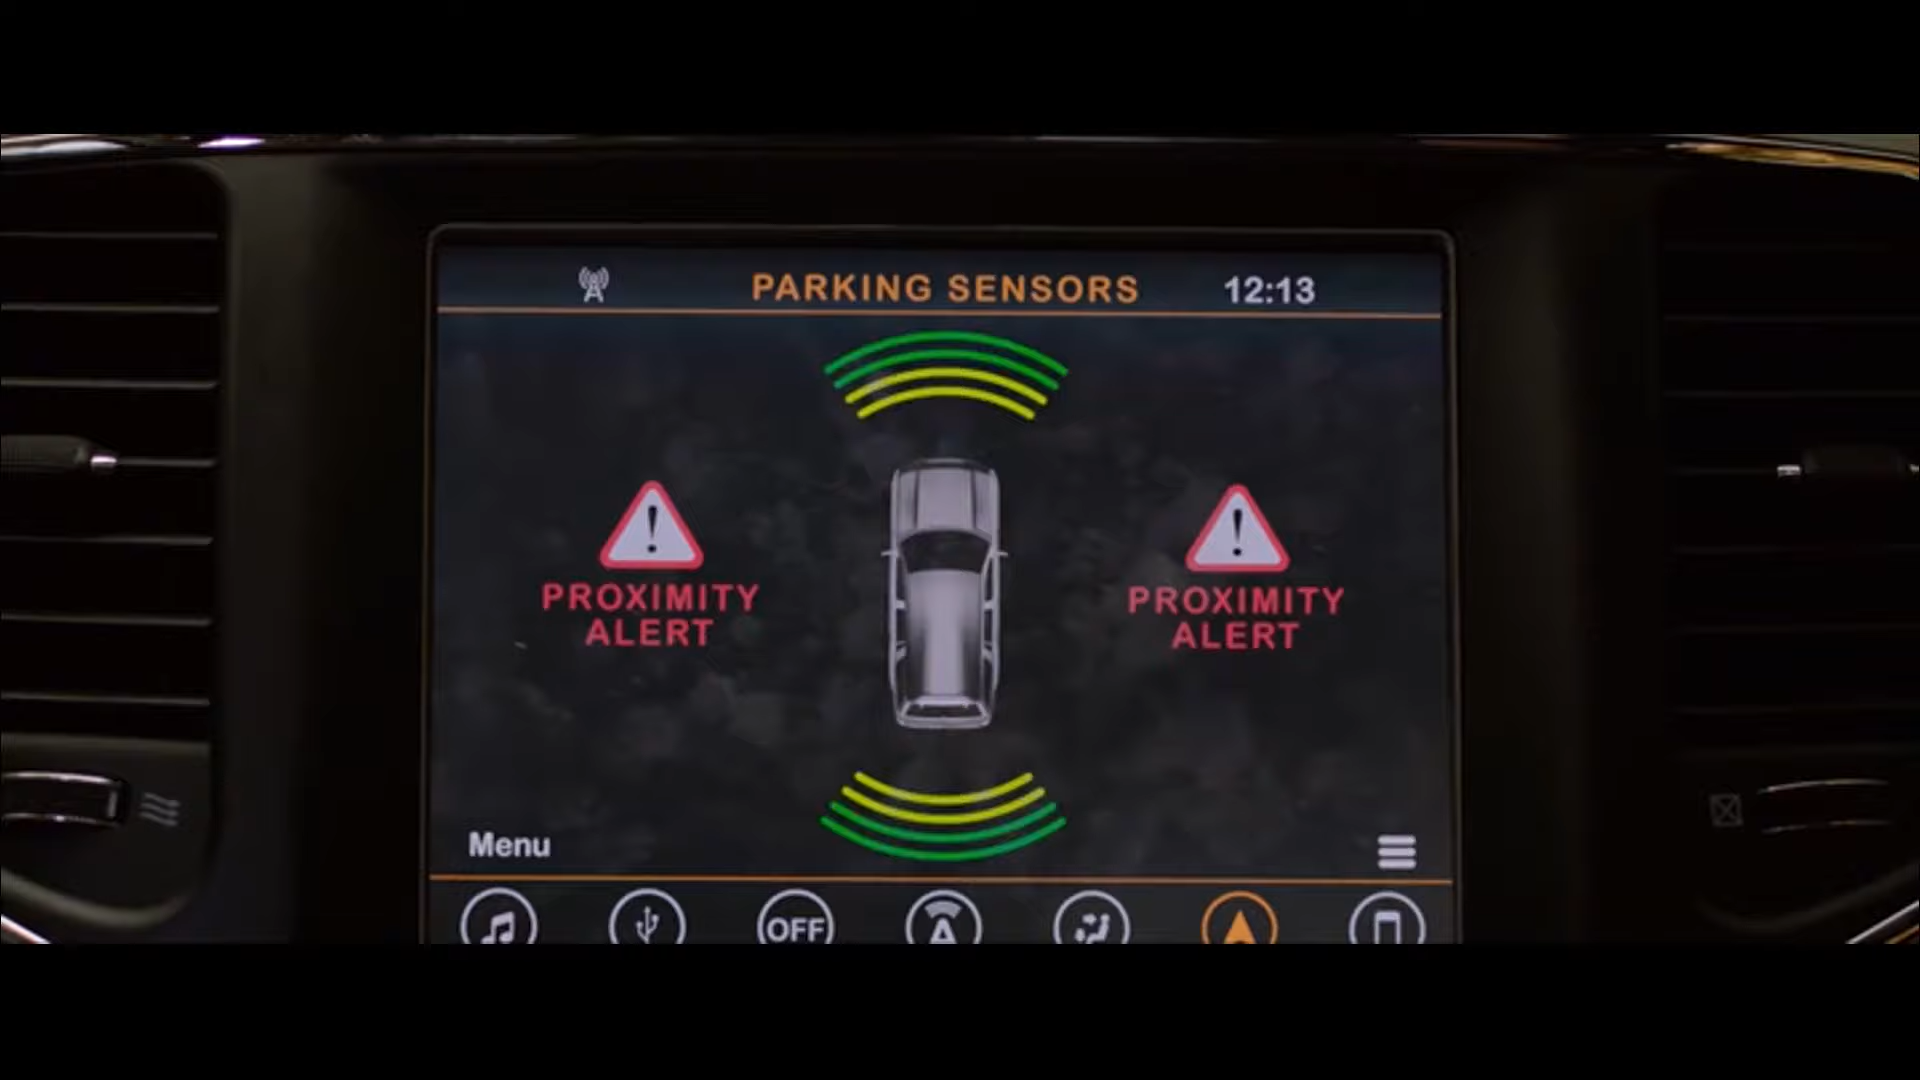 PARKING SENSORS 12:13
PROXIMITY
ALERT
PROXIMITY
ALERT
Menu
OFF